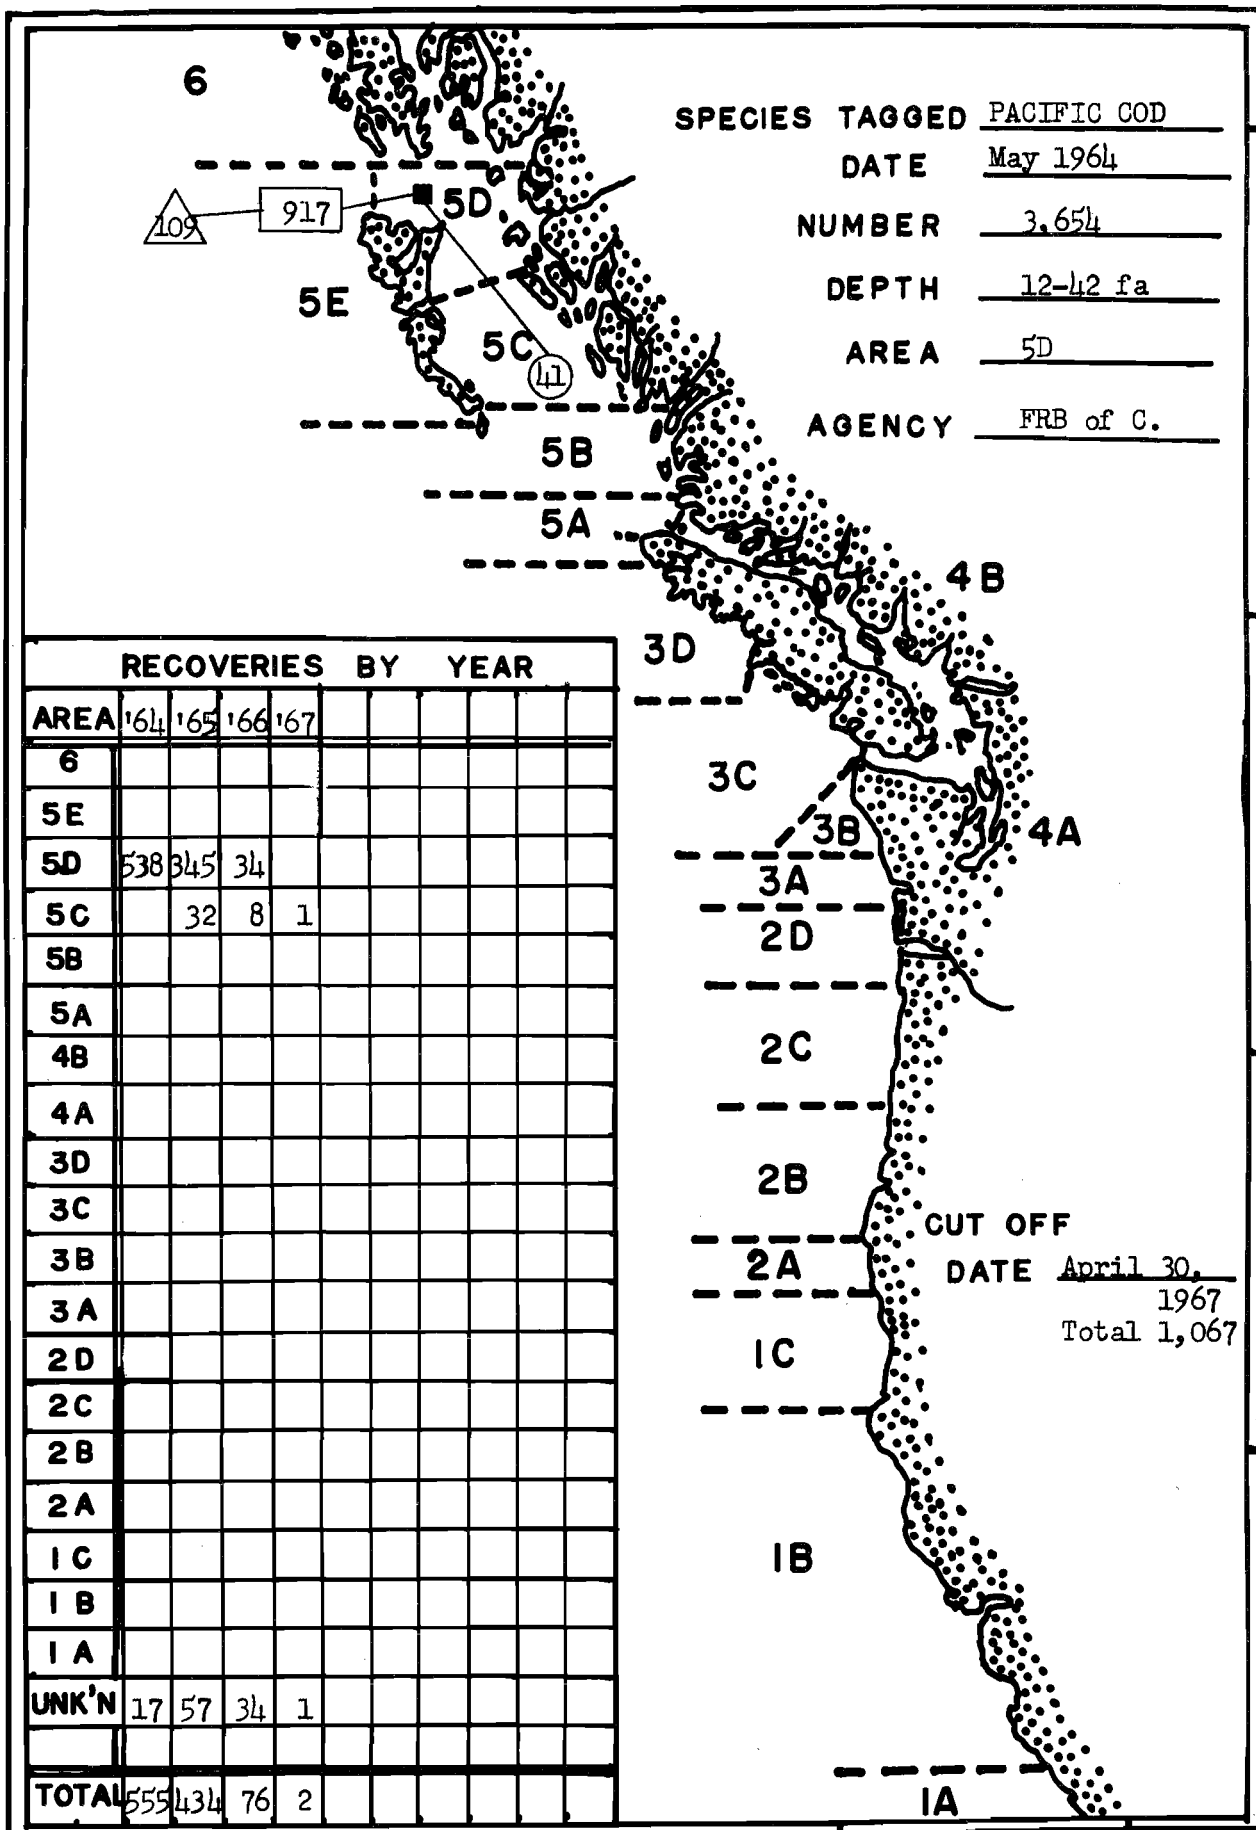 6
SPECIES TAGGED PACIFIC COD
DATE May 1964
NUMBER 3,654
DEPTH 12-42 fa
AREA 5D
AGENCY FRB of C.
109
917
5D
5E
5C
41
5B
5A
4B
3D
3C
3B
4A
3A
2D
2C
2B
2A
1C
1B
1A
CUT OFF
DATE April 30,
1967
Total 1,067
RECOVERIES BY YEAR
AREA '64 '65 '66 '67
6
5E
5D 538 345 34
5C 32 8 1
5B
5A
4B
4A
3D
3C
3B
3A
2D
2C
2B
2A
1C
1B
1A
UNK'N 17 57 34 1
TOTAL 555 434 76 2